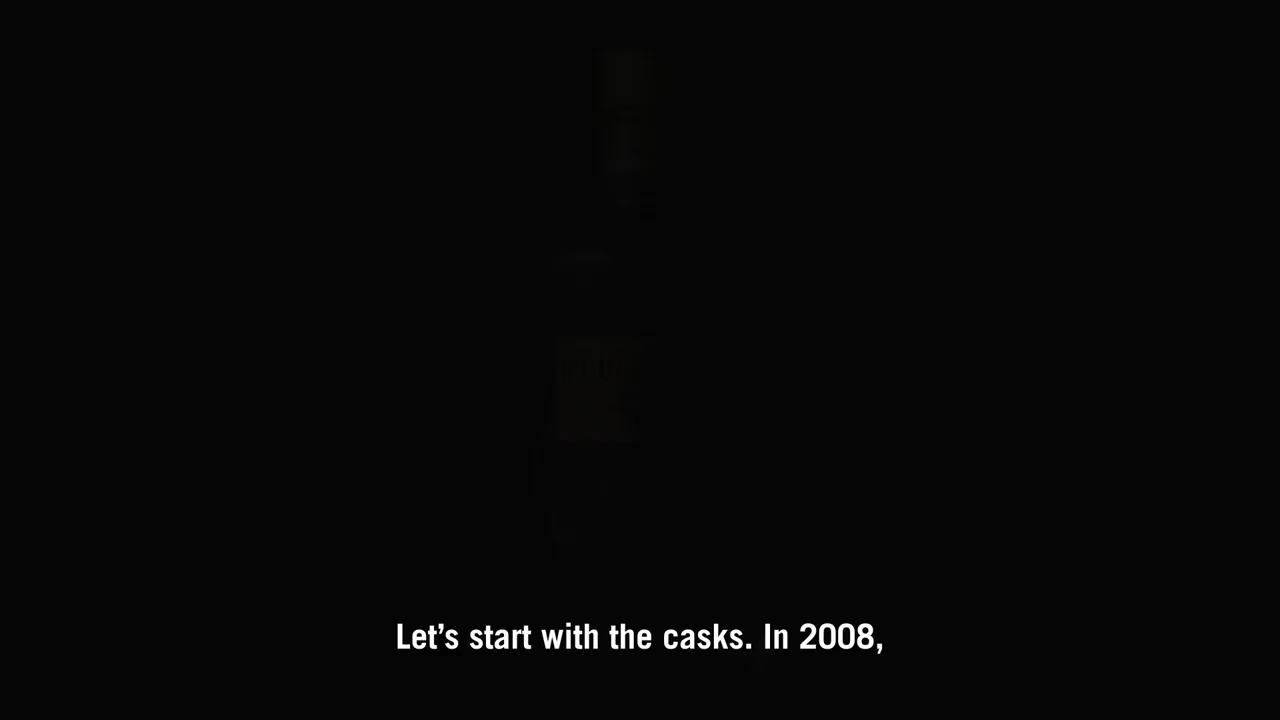 Let’s start with the casks. In 2008,